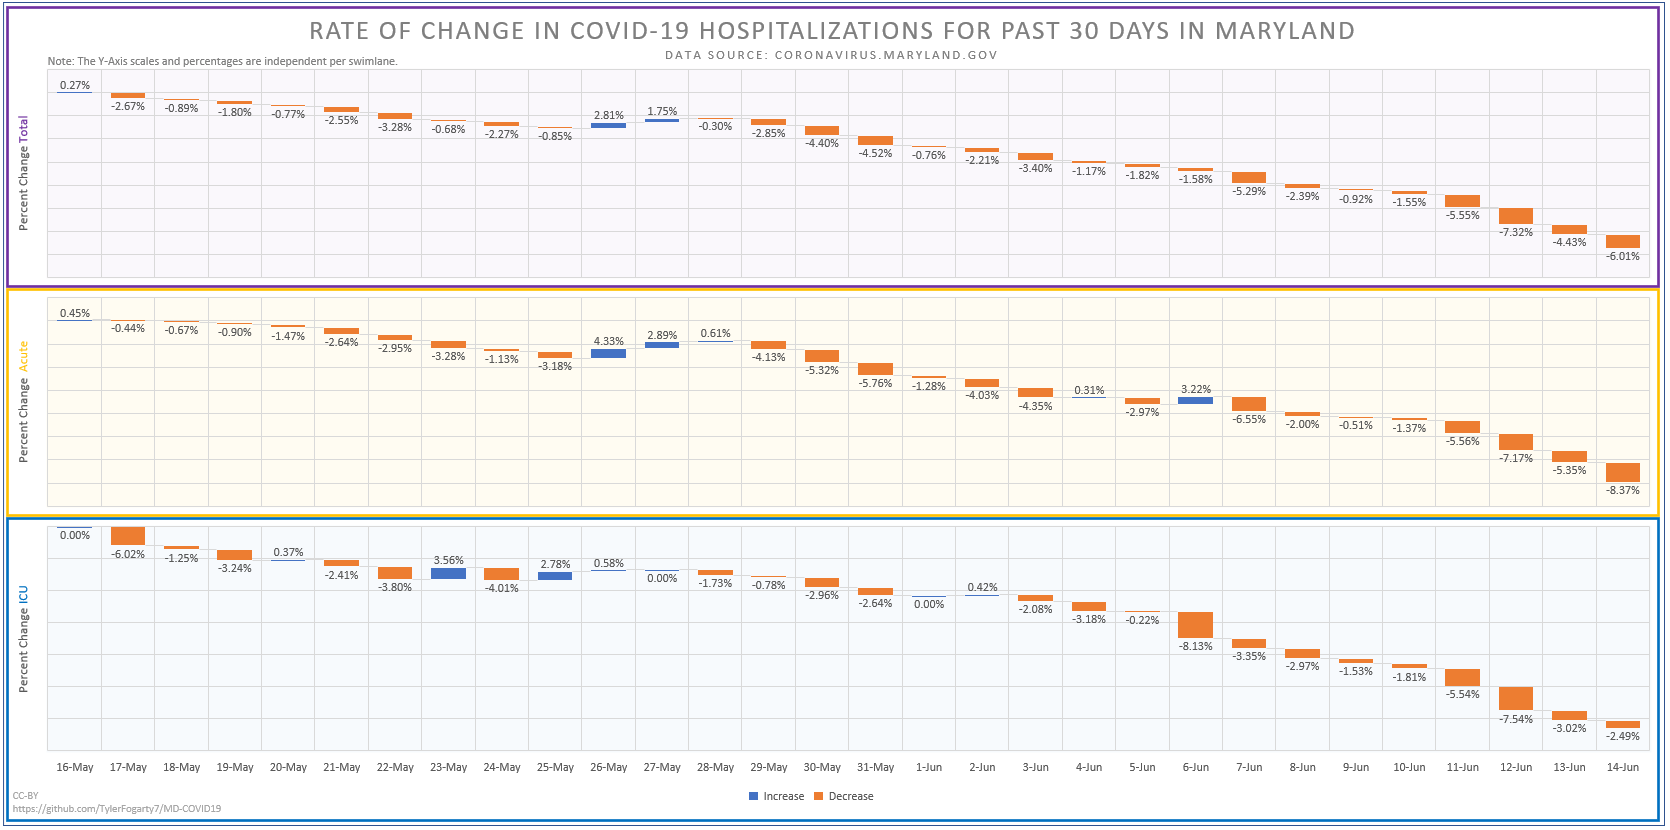 RATE OF CHANGE IN COVID-19 HOSPITALIZATIONS FOR PAST 30 DAYS IN MARYLAND
DATA SOURCE: CORONAVIRUS.MARYLAND.GOV
Note: The Y-Axis scales and percentages are independent per swimlane.
Percent Change Total
0.27% -2.67% -0.89% -1.80% -0.77% -2.55% -3.28% -0.68% -2.27% -0.85% 2.81% 1.75% -0.30% -2.85% -4.40% -4.52% -0.76% -2.21% -3.40% -1.17% -1.82% -1.58% -5.29% -2.39% -0.92% -1.55% -5.55% -7.32% -4.43% -6.01%
Percent Change Acute
0.45% -0.44% -0.67% -0.90% -1.47% -2.64% -2.95% -3.28% -1.13% -3.18% 4.33% 2.89% 0.61% -4.13% -5.32% -5.76% -1.28% -4.03% -4.35% 0.31% -2.97% 3.22% -6.55% -2.00% -0.51% -1.37% -5.56% -7.17% -5.35% -8.37%
Percent Change ICU
0.00% -6.02% -1.25% -3.24% 0.37% -2.41% -3.80% 3.56% -4.01% 2.78% 0.58% 0.00% -1.73% -0.78% -2.96% -2.64% 0.00% 0.42% -2.08% -3.18% -0.22% -8.13% -3.35% -2.97% -1.53% -1.81% -5.54% -7.54% -3.02% -2.49%
16-May 17-May 18-May 19-May 20-May 21-May 22-May 23-May 24-May 25-May 26-May 27-May 28-May 29-May 30-May 31-May 1-Jun 2-Jun 3-Jun 4-Jun 5-Jun 6-Jun 7-Jun 8-Jun 9-Jun 10-Jun 11-Jun 12-Jun 13-Jun 14-Jun
Increase Decrease
CC-BY
https://github.com/TylerFogarty7/MD-COVID19